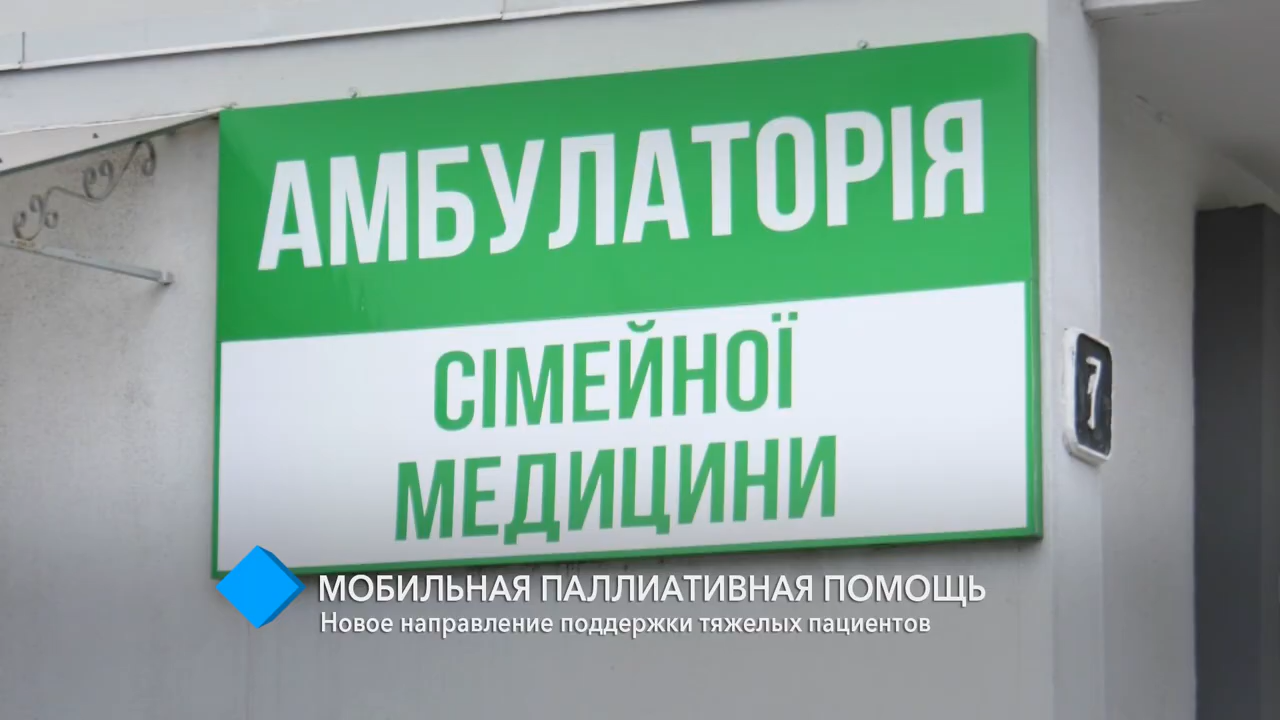 АМБУЛАТОРІЯ
СІМЕЙНОЇ
МЕДИЦИНИ
7
МОБИЛЬНАЯ ПАЛЛИАТИВНАЯ ПОМОЩЬ
Новое направление поддержки тяжелых пациентов